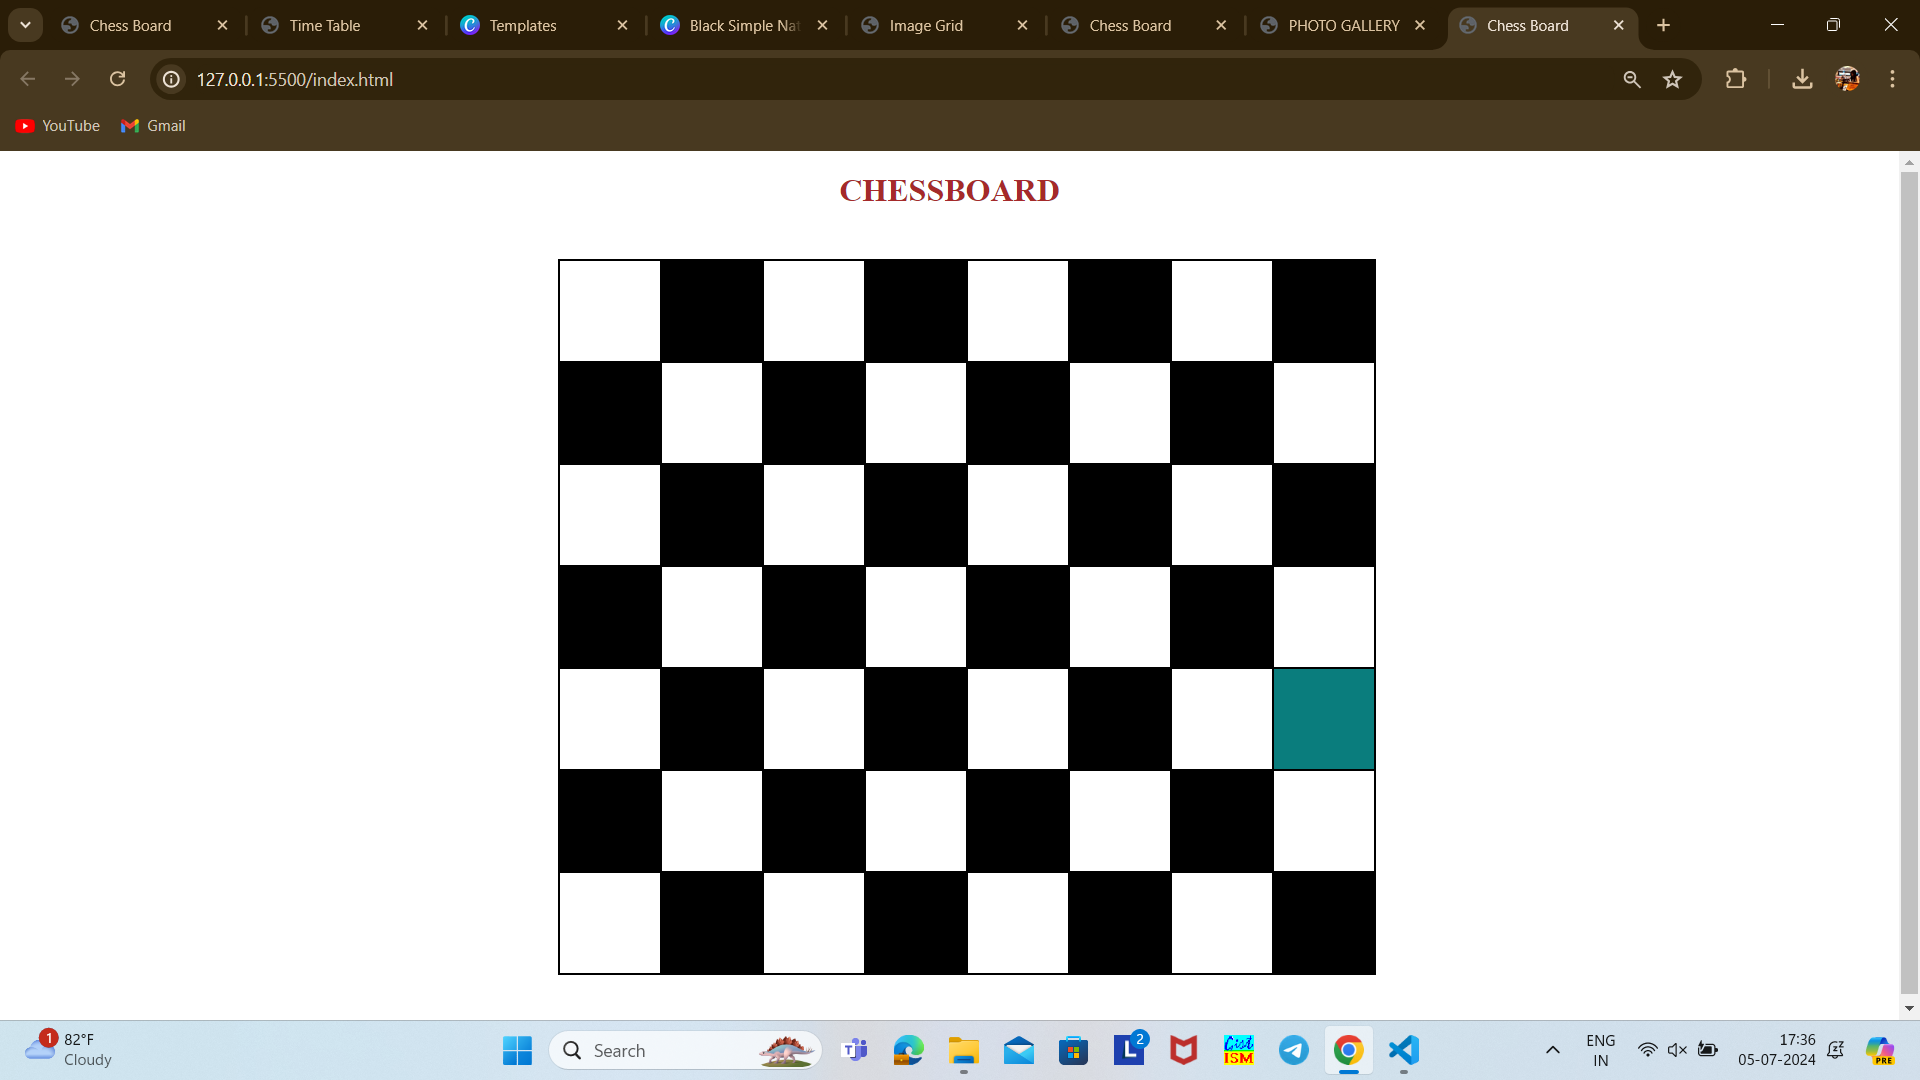 Chess Board
Time Table
Templates
Black Simple Nat
Image Grid
Chess Board
PHOTO GALLERY
Chess Board
127.0.0.1:5500/index.html
YouTube
Gmail
CHESSBOARD
1
82°F
Cloudy
Search
T
L
2
Cist
ISM
ENG
IN
17:36
05-07-2024
PRE